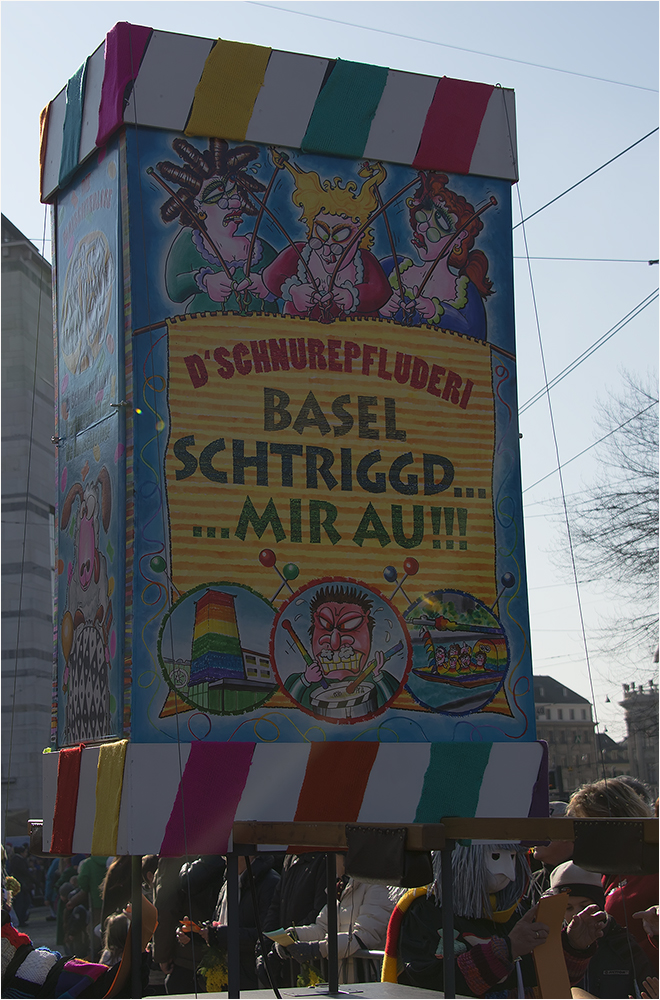 D'SCHNUREPFLUDERI
BASEL
SCHTRIGGD...
...MIR AU!!!